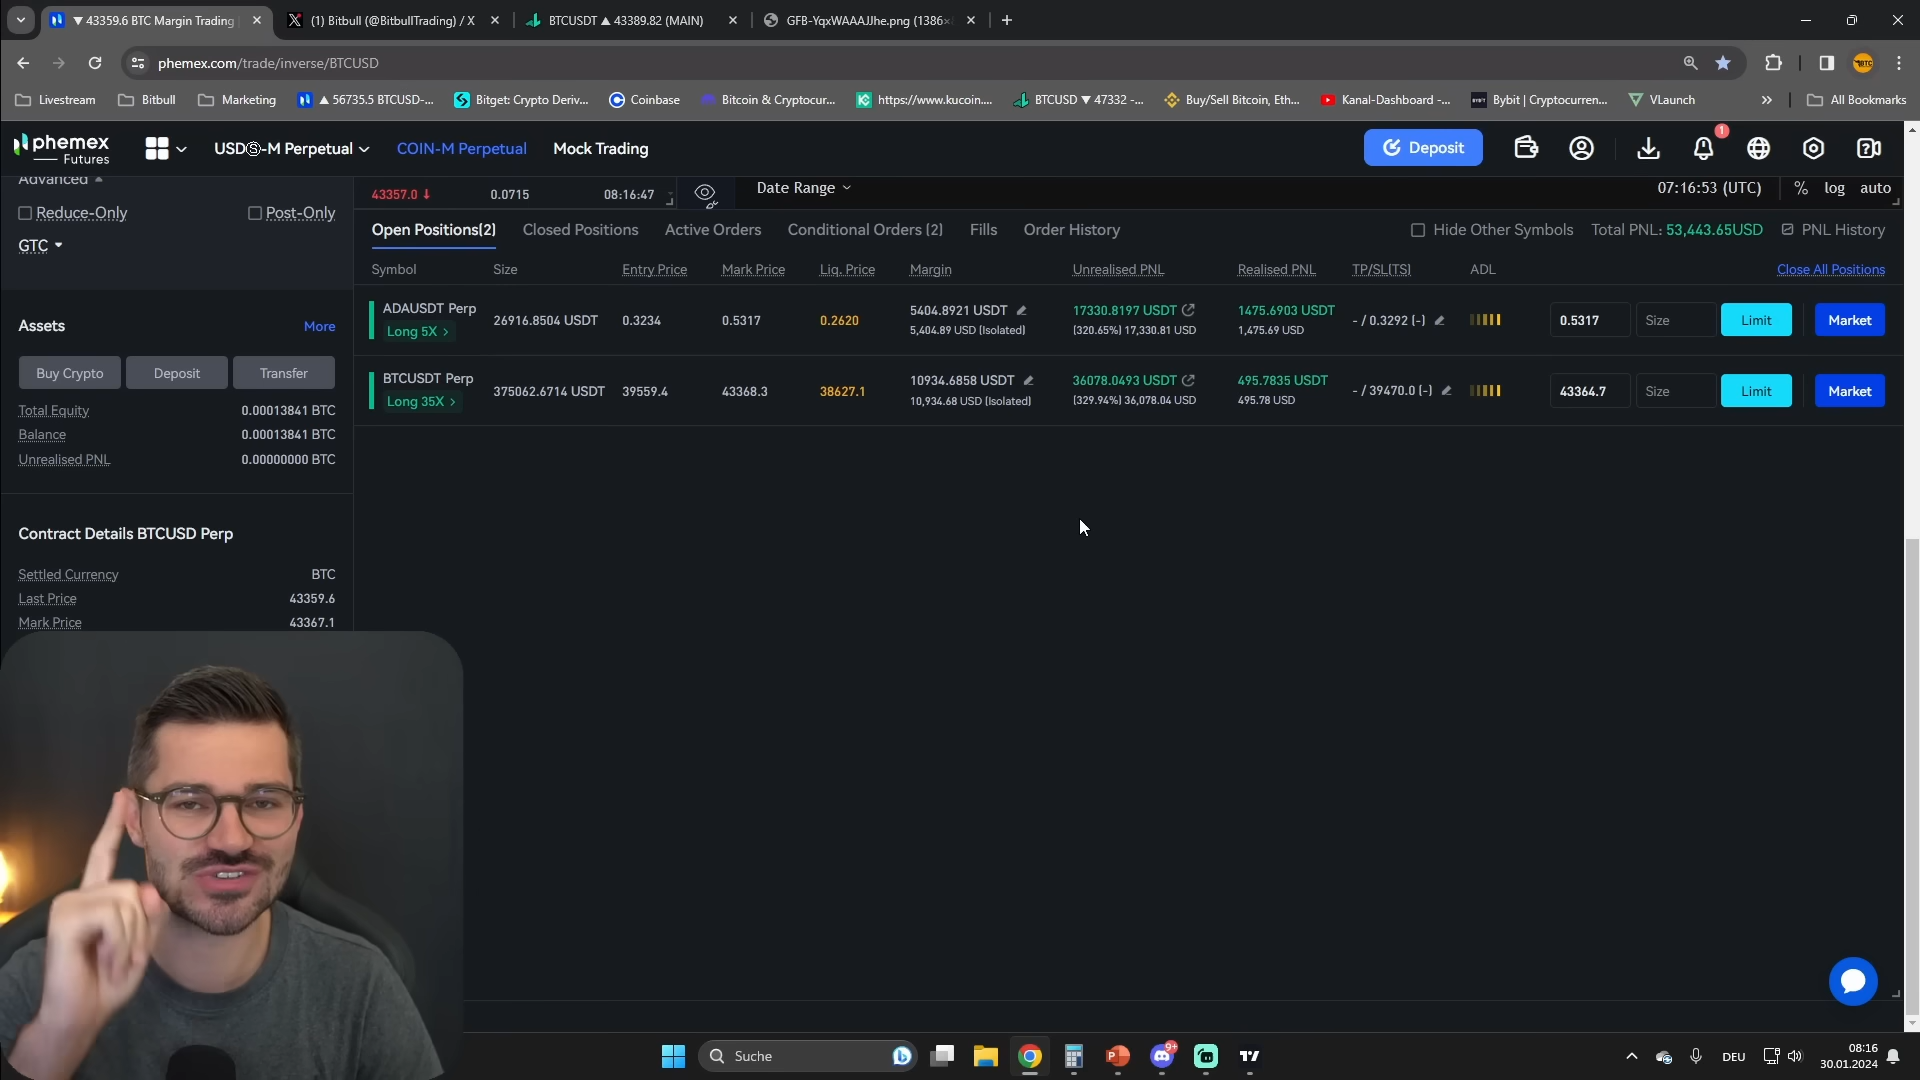 ▼ 43359.6 BTC Margin Trading
(1) Bitbull (@BitbullTrading) / X
BTCUSDT ▲ 43389.82 (MAIN)
GFB-YqxWAAAJJhe.png (1386×
phemex.com/trade/inverse/BTCUSD
BTC
Livestream
Bitbull
Marketing
▲ 56735.5 BTCUSD-...
Bitget: Crypto Deriv...
Coinbase
Bitcoin & Cryptocur...
https://www.kucoin....
BTCUSD ▼ 47332 -...
Buy/Sell Bitcoin, Eth...
Kanal-Dashboard -...
Bybit | Cryptocurren...
VLaunch
»
All Bookmarks
phemex
Futures
USDⓈ-M Perpetual
COIN-M Perpetual
Mock Trading
Deposit
1
Advanced
43357.0 ↓ 0.0715 08:16:47
Date Range
07:16:53 (UTC) % log auto
Reduce-Only
Post-Only
GTC
Open Positions(2)
Closed Positions
Active Orders
Conditional Orders (2)
Fills
Order History
Hide Other Symbols
Total PNL: 53,443.65USD
PNL History
Symbol Size Entry Price Mark Price Liq. Price Margin Unrealised PNL Realised PNL TP/SL(TS) ADL
Close All Positions
ADAUSDT Perp
Long 5X >
26916.8504 USDT
0.3234
0.5317
0.2620
5404.8921 USDT
5,404.89 USD (Isolated)
17330.8197 USDT
(320.65%) 17,330.81 USD
1475.6903 USDT
1,475.69 USD
- / 0.3292 (-)
0.5317
Size
Limit
Market
BTCUSDT Perp
Long 35X >
375062.6714 USDT
39559.4
43368.3
38627.1
10934.6858 USDT
10,934.68 USD (Isolated)
36078.0493 USDT
(329.94%) 36,078.04 USD
495.7835 USDT
495.78 USD
- / 39470.0 (-)
43364.7
Size
Limit
Market
Assets
More
Buy Crypto
Deposit
Transfer
Total Equity 0.00013841 BTC
Balance 0.00013841 BTC
Unrealised PNL 0.00000000 BTC
Contract Details BTCUSD Perp
Settled Currency BTC
Last Price 43359.6
Mark Price 43367.1
Suche
9+
DEU
08:16
30.01.2024